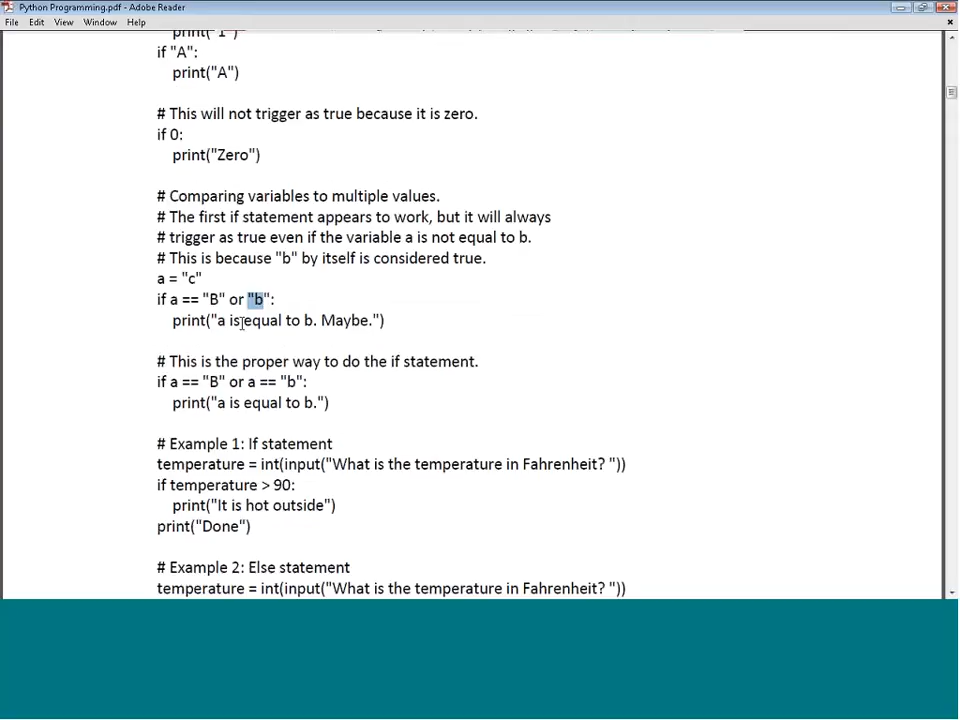 Python Programming.pdf - Adobe Reader
File Edit View Window Help
print("1")
if "A":
print("A")
# This will not trigger as true because it is zero.
if 0:
print("Zero")
# Comparing variables to multiple values.
# The first if statement appears to work, but it will always
# trigger as true even if the variable a is not equal to b.
# This is because "b" by itself is considered true.
a = "c"
if a == "B" or "b":
print("a is equal to b. Maybe.")
# This is the proper way to do the if statement.
if a == "B" or a == "b":
print("a is equal to b.")
# Example 1: If statement
temperature = int(input("What is the temperature in Fahrenheit? "))
if temperature > 90:
print("It is hot outside")
print("Done")
# Example 2: Else statement
temperature = int(input("What is the temperature in Fahrenheit? "))